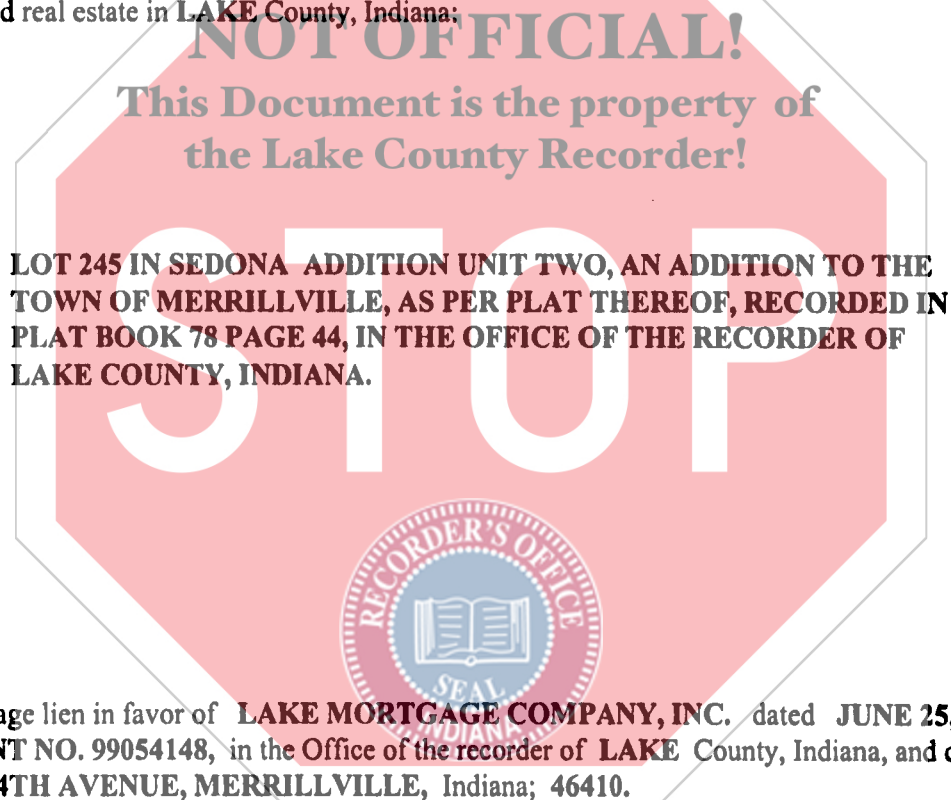 d real estate in LAKE County, Indiana;
NOT OFFICIAL!
This Document is the property of
the Lake County Recorder!
STOP
LOT 245 IN SEDONA ADDITION UNIT TWO, AN ADDITION TO THE
TOWN OF MERRILLVILLE, AS PER PLAT THEREOF, RECORDED IN
PLAT BOOK 78 PAGE 44, IN THE OFFICE OF THE RECORDER OF
LAKE COUNTY, INDIANA.
RECORDER'S OFFICE
SEAL
INDIANA
age lien in favor of LAKE MORTGAGE COMPANY, INC. dated JUNE 25,
NT NO. 99054148, in the Office of the recorder of LAKE County, Indiana, and
4TH AVENUE, MERRILLVILLE, Indiana; 46410.